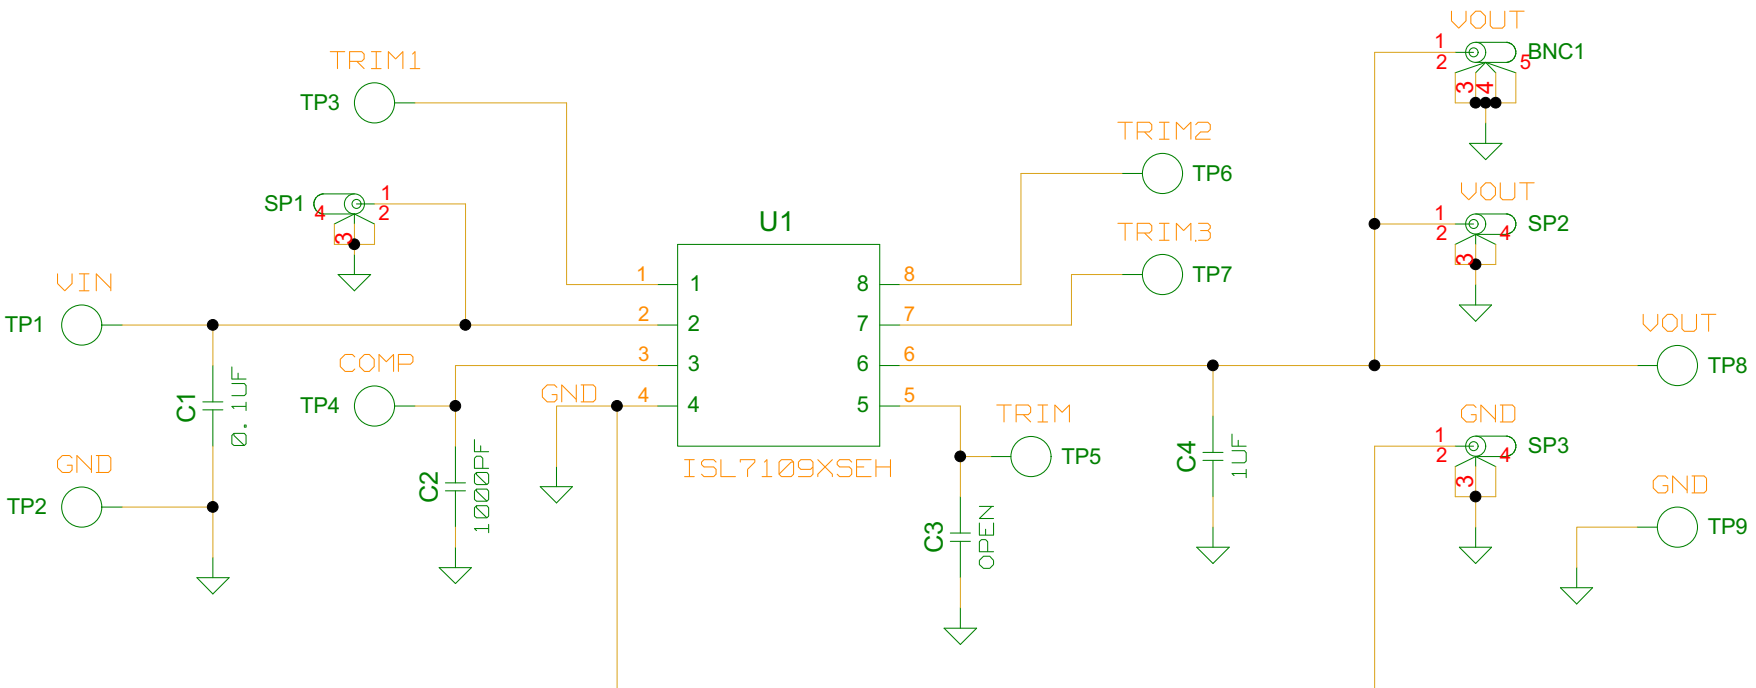 VOUT
1
2
3
4
5
BNC1
TRIM1
TP3
TRIM2
TP6
SP1
4
1
2
3
VOUT
1
2
3
4
SP2
U1
TRIM3
TP7
VIN
TP1
1
1
8
8
2
2
7
7
3
3
6
6
4
4
5
5
VOUT
TP8
COMP
TP4
GND
C1
0.1UF
TRIM
TP5
GND
1
2
3
4
SP3
C4
1UF
GND
TP2
ISL7109XSEH
C2
1000PF
C3
OPEN
GND
TP9